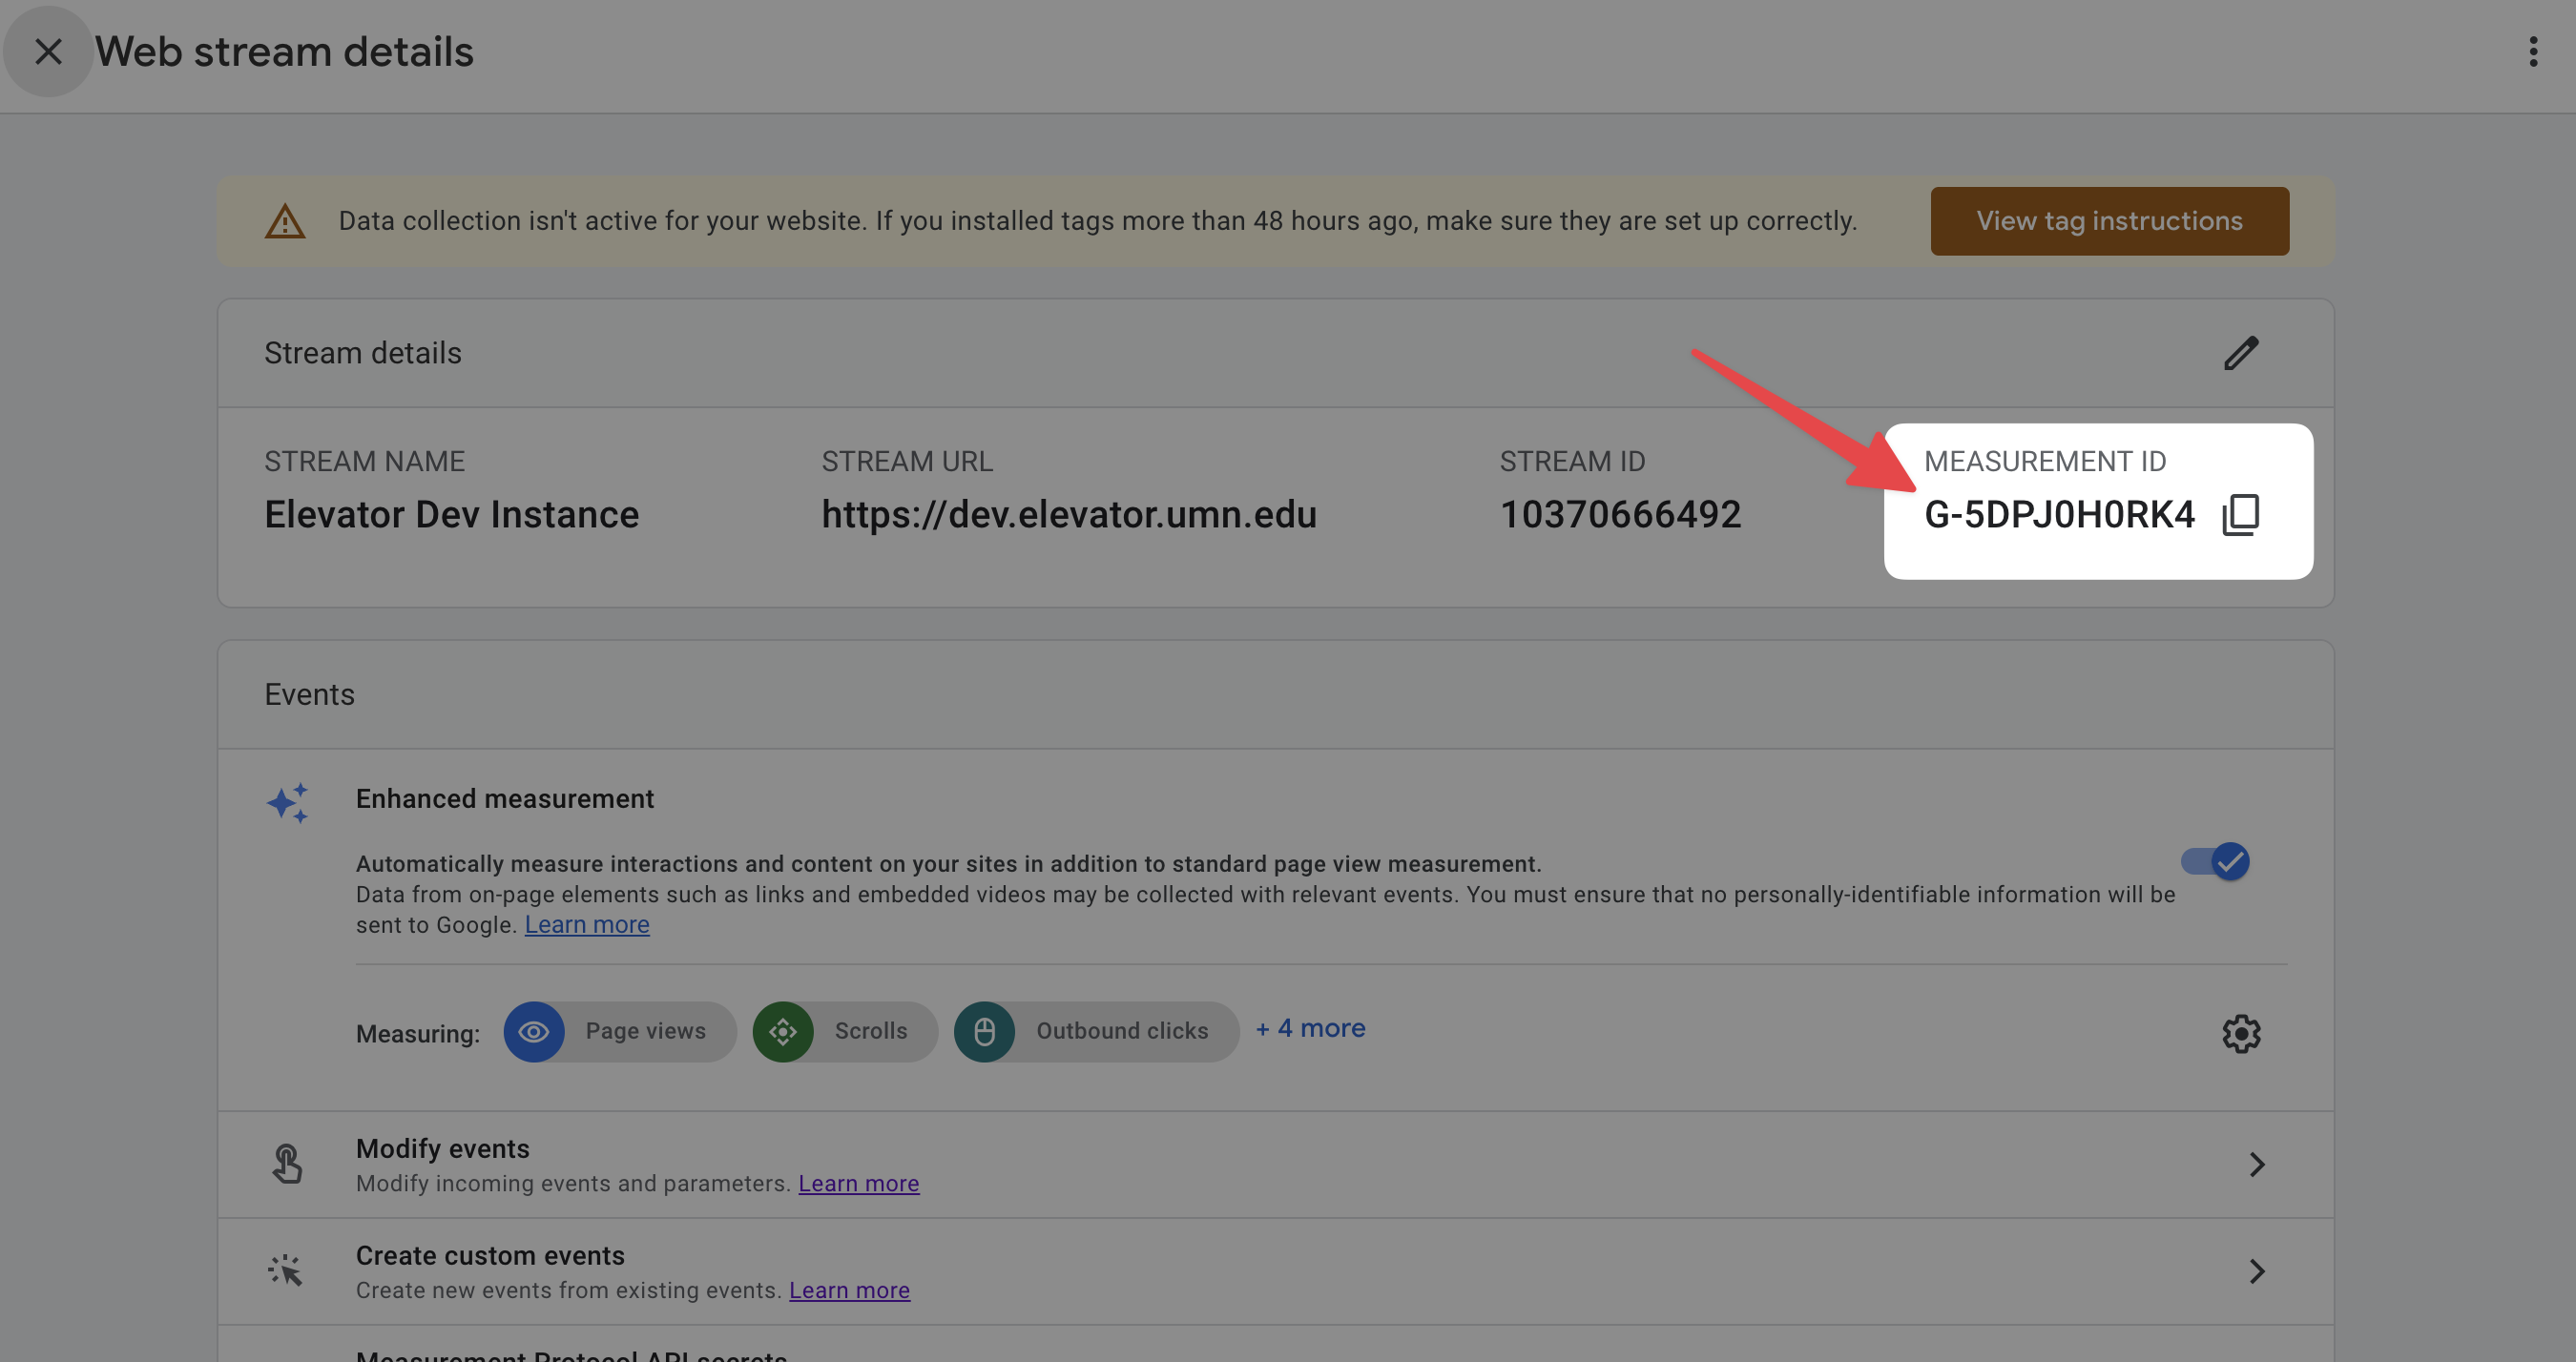 Web stream details
Data collection isn't active for your website. If you installed tags more than 48 hours ago, make sure they are set up correctly.
View tag instructions
Stream details
STREAM NAME
Elevator Dev Instance
STREAM URL
https://dev.elevator.umn.edu
STREAM ID
10370666492
MEASUREMENT ID
G-5DPJ0H0RK4
Events
Enhanced measurement
Automatically measure interactions and content on your sites in addition to standard page view measurement.
Data from on-page elements such as links and embedded videos may be collected with relevant events. You must ensure that no personally-identifiable information will be
sent to Google. Learn more
Measuring:
Page views
Scrolls
Outbound clicks
+ 4 more
Modify events
Modify incoming events and parameters. Learn more
Create custom events
Create new events from existing events. Learn more
Measurement Protocol API secrets